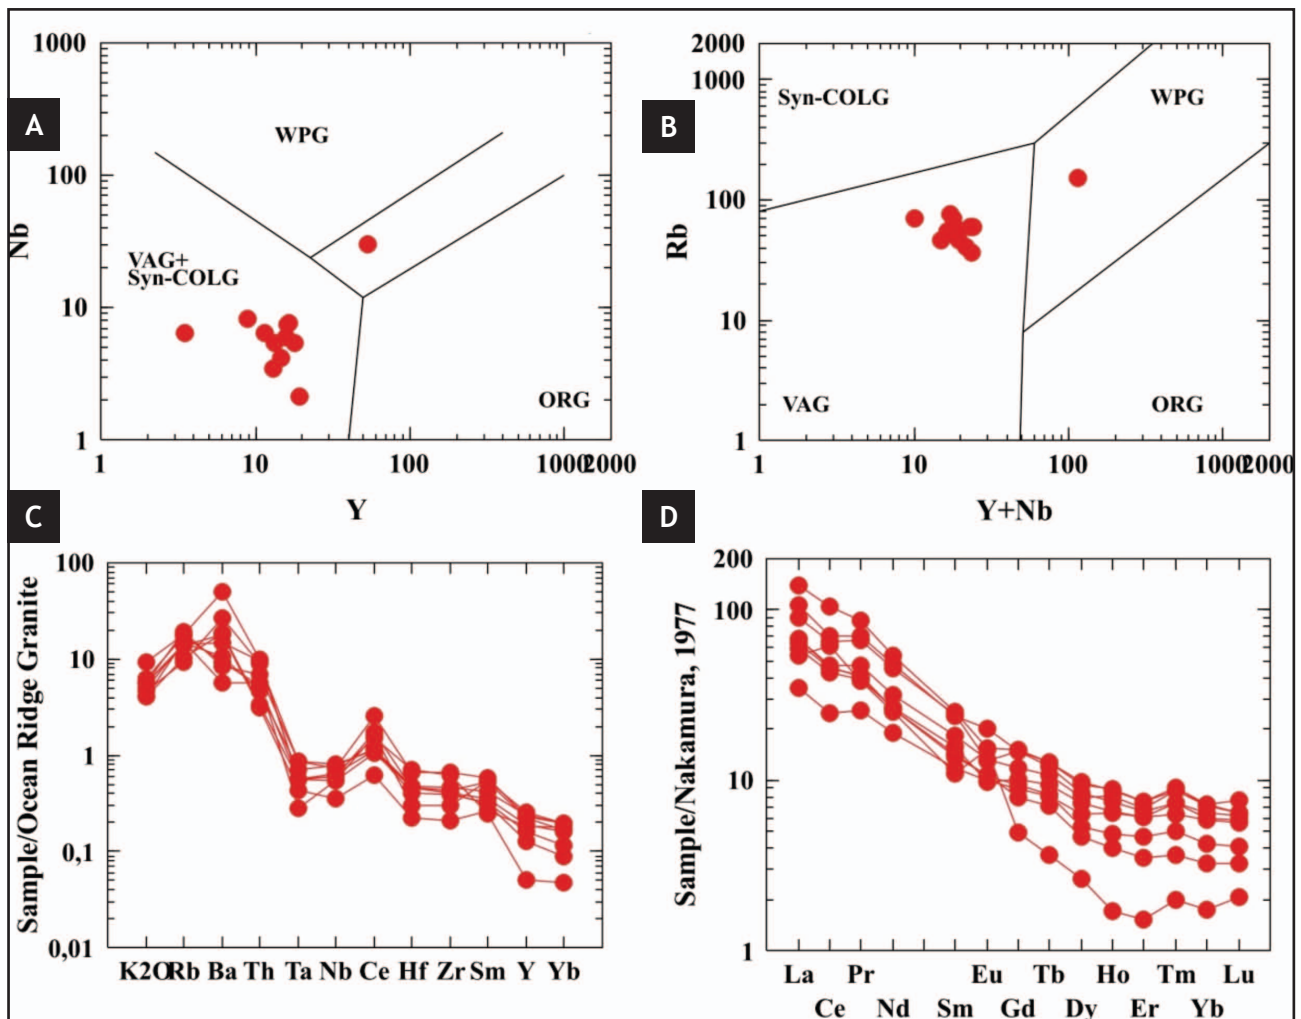 A
1000
100
10
1
Nb
WPG
VAG+
Syn-COLG
ORG
1 10 100 1000 2000
Y
B
2000
1000
100
10
1
Rb
Syn-COLG
WPG
VAG
ORG
1 10 100 1000 2000
Y+Nb
C
100
10
1
0,1
0,01
Sample/Ocean Ridge Granite
K2O Rb Ba Th Ta Nb Ce Hf Zr Sm Y Yb
D
200
100
10
1
Sample/Nakamura, 1977
La Pr Eu Tb Ho Tm Lu
Ce Nd Sm Gd Dy Er Yb